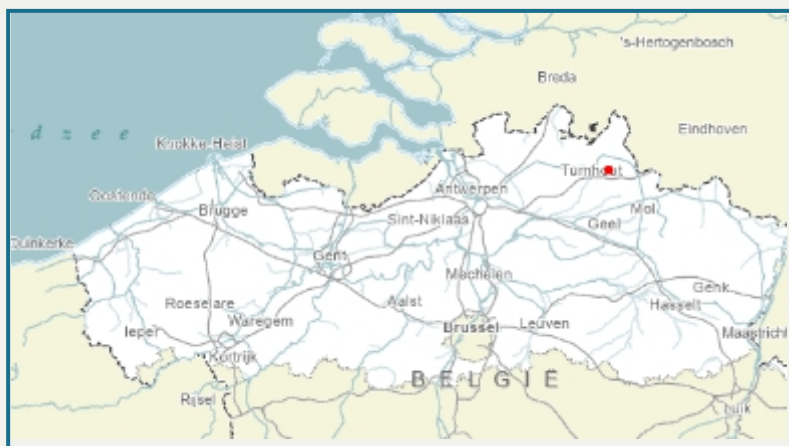 's-Hertogenbosch
Breda
Eindhoven
d z e e
Knokke-Heist
Turnhout
Oostende
Antwerpen
Brugge
Mol
Sint-Niklaas
Geel
Duinkerke
Gent
Mechelen
Genk
Roeselare
Aalst
Hasselt
Waregem
Ieper
Brussel
Leuven
Maastricht
Kortrijk
BELGIË
Rijsel
Luik